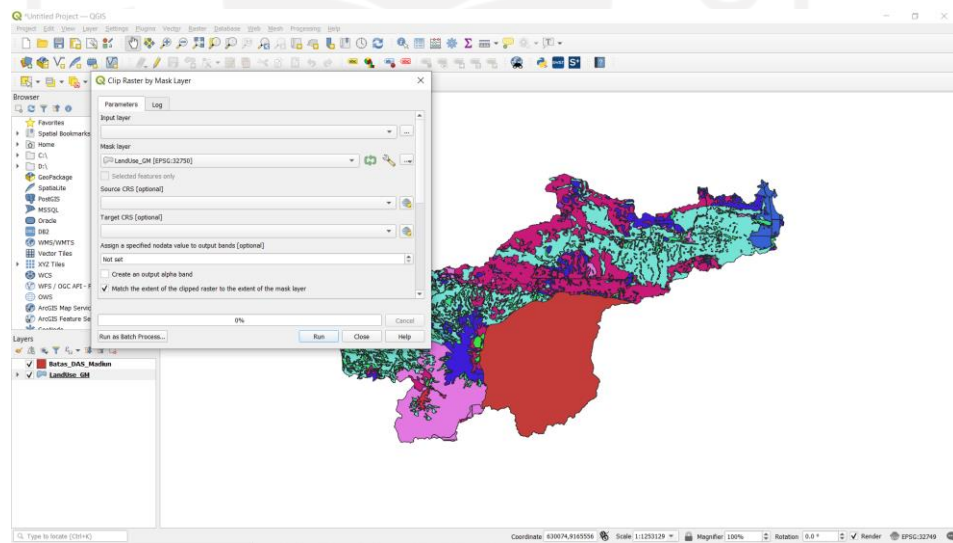 *Untitled Project — QGIS
Project Edit View Layer Settings Plugins Vector Raster Database Web Mesh Processing Help
Clip Raster by Mask Layer
Parameters Log
Input layer
Mask layer
LandUse_GM [EPSG:32750]
Selected features only
Source CRS [optional]
Target CRS [optional]
Assign a specified nodata value to output bands [optional]
Not set
Create an output alpha band
Match the extent of the clipped raster to the extent of the mask layer
0%
Cancel
Run as Batch Process...
Run
Close
Help
Browser
Favorites
Spatial Bookmarks
Home
C:\
D:\
GeoPackage
SpatiaLite
PostGIS
MSSQL
Oracle
DB2
WMS/WMTS
Vector Tiles
XYZ Tiles
WCS
WFS / OGC API - F
OWS
ArcGIS Map Servic
ArcGIS Feature Se
GeoNode
Layers
Batas_DAS_Madiun
LandUse_GM
Type to locate (Ctrl+K)
Coordinate 630074,9165556
Scale 1:1253129
Magnifier 100%
Rotation 0.0 °
Render
EPSG:32749